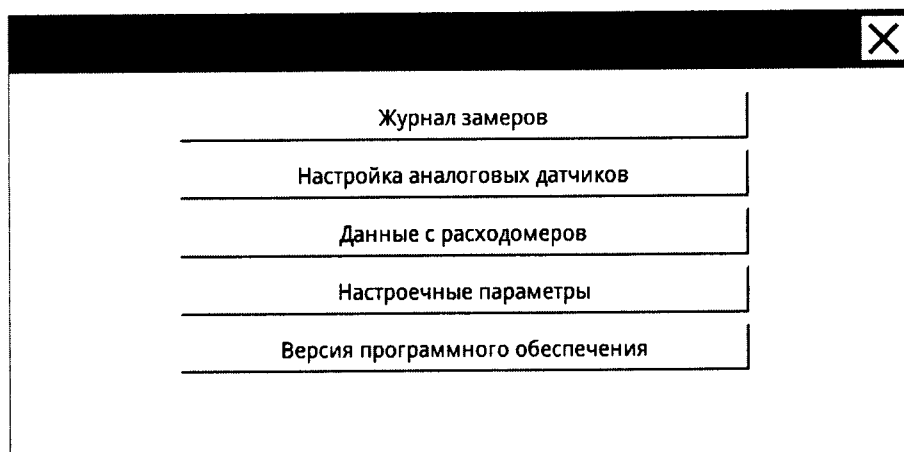 Журнал замеров
Настройка аналоговых датчиков
Данные с расходомеров
Настроечные параметры
Версия программного обеспечения